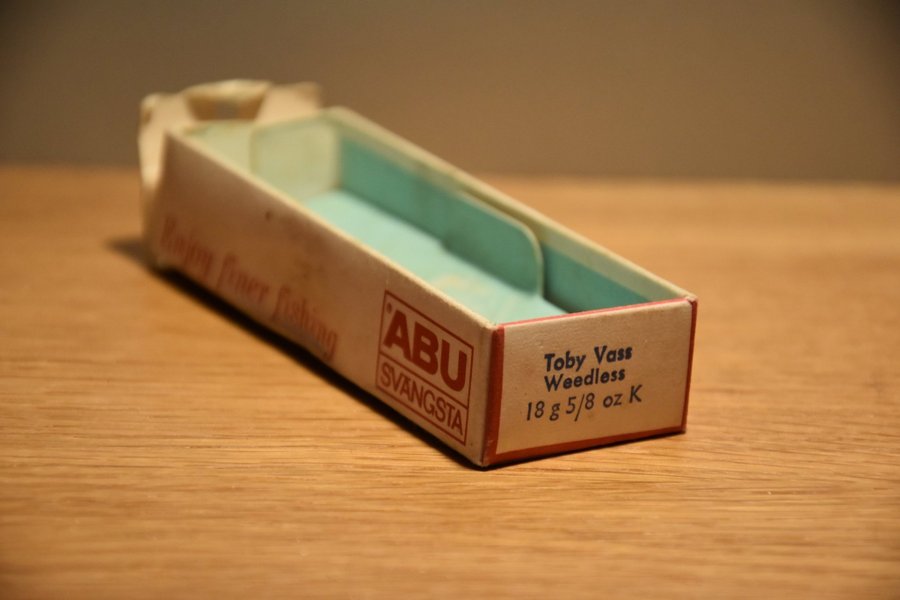 Enjoy finer fishing
ABU
SVÄNGSTA
Toby Vass
Weedless
18 g 5/8 oz K